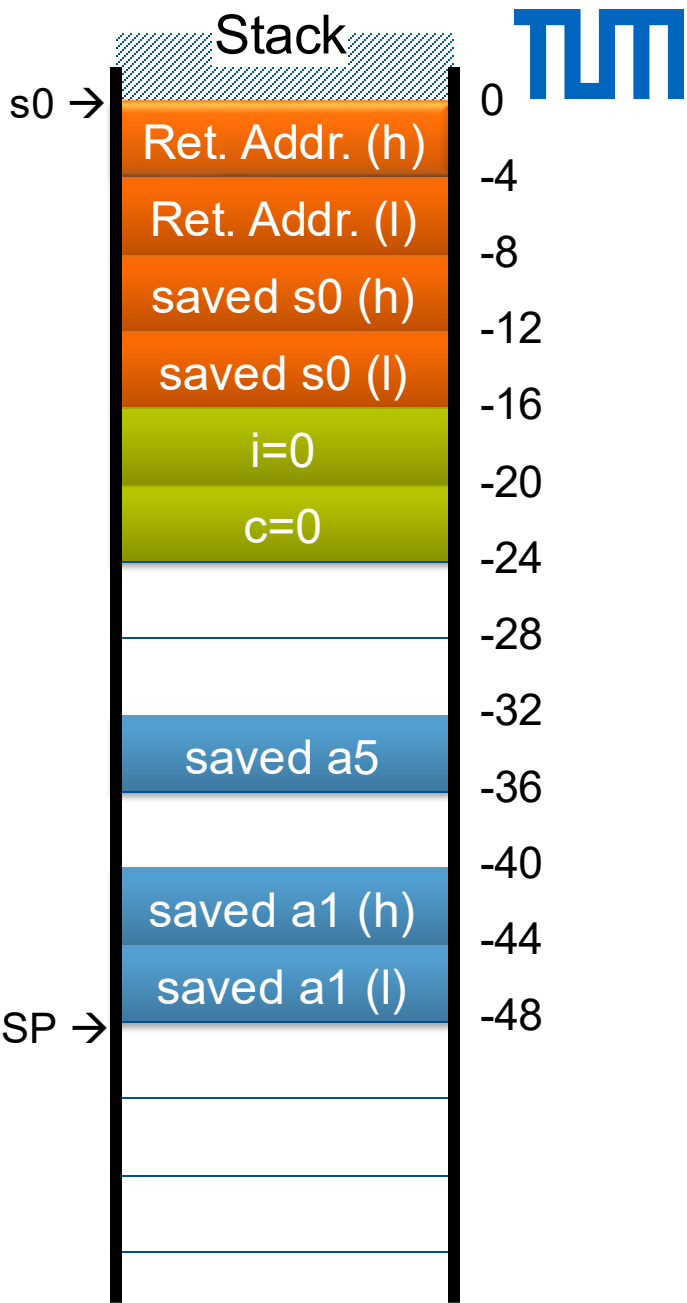 Stack
TUM
s0 → 0
Ret. Addr. (h)
-4
Ret. Addr. (l)
-8
saved s0 (h)
-12
saved s0 (l)
-16
i=0
-20
c=0
-24
-28
-32
saved a5
-36
-40
saved a1 (h)
-44
saved a1 (l)
SP → -48